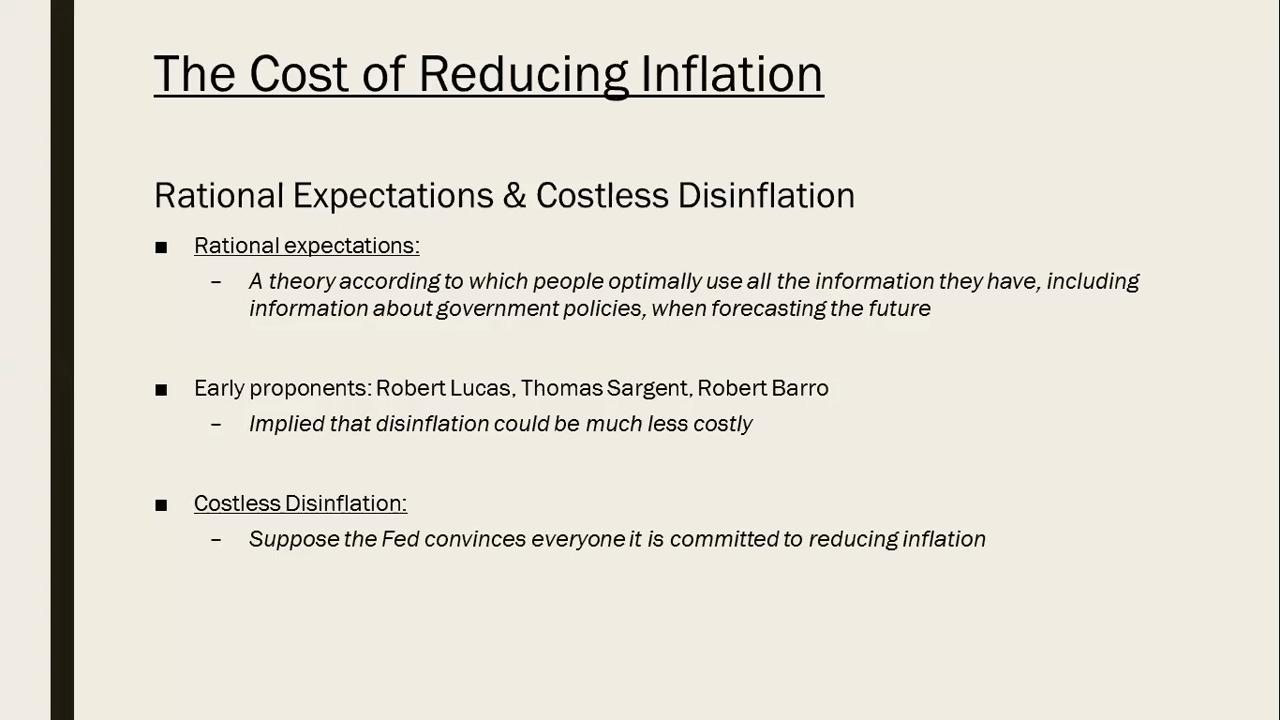 The Cost of Reducing Inflation
Rational Expectations & Costless Disinflation
■ Rational expectations:
– A theory according to which people optimally use all the information they have, including
information about government policies, when forecasting the future
■ Early proponents: Robert Lucas, Thomas Sargent, Robert Barro
– Implied that disinflation could be much less costly
■ Costless Disinflation:
– Suppose the Fed convinces everyone it is committed to reducing inflation